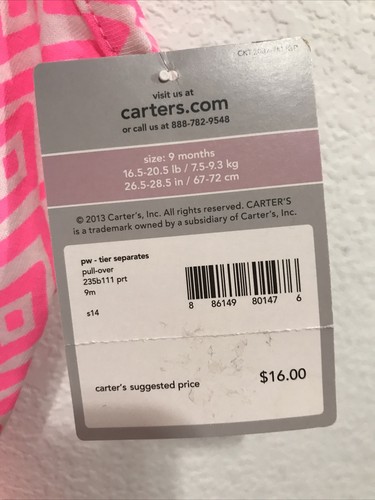 visit us at
carters.com
or call us at 888-782-9548
size: 9 months
16.5-20.5 lb / 7.5-9.3 kg
26.5-28.5 in / 67-72 cm
© 2013 Carter's, Inc. All rights reserved. CARTER'S
is a trademark owned by a subsidiary of Carter's, Inc.
pw - tier separates
pull-over
235b111 prt
9m
s14
8 86149 80147 6
carter's suggested price
$16.00